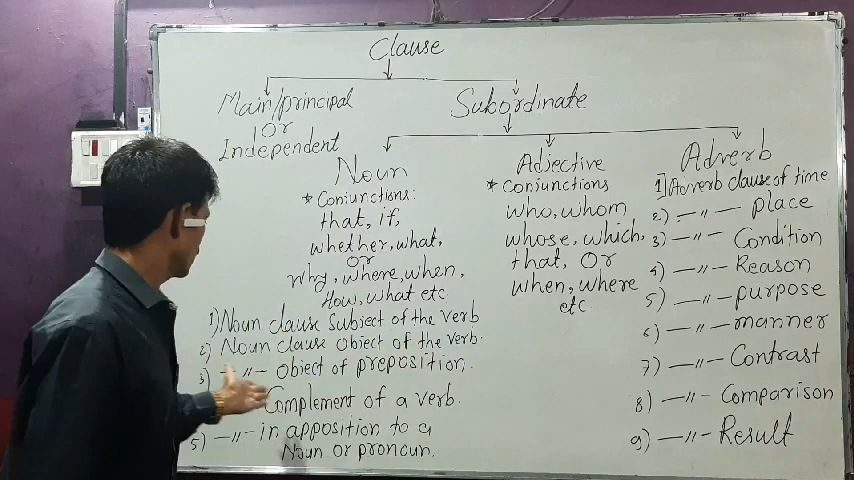 Clause
Main/principal
Or
Independent
Subordinate
Noun
* Conjunctions:
that, if,
whether, what,
OR
why, where, when,
How, what etc
1) Noun clause Subject of the verb
2) Noun clause object of the verb.
3) —〃— object of preposition.
Complement of a verb.
5) —〃— in apposition to a
Noun or pronoun.
Adjective
* Conjunctions
who, whom
whose, which,
that, OR
when, where
etc.
Adverb
1] Adverb clause of time
2) —〃— place
3) —〃— Condition
4) —〃— Reason
5) —〃— purpose
6) —〃— manner
7) —〃— Contrast
8) —〃— Comparison
9) —〃— Result